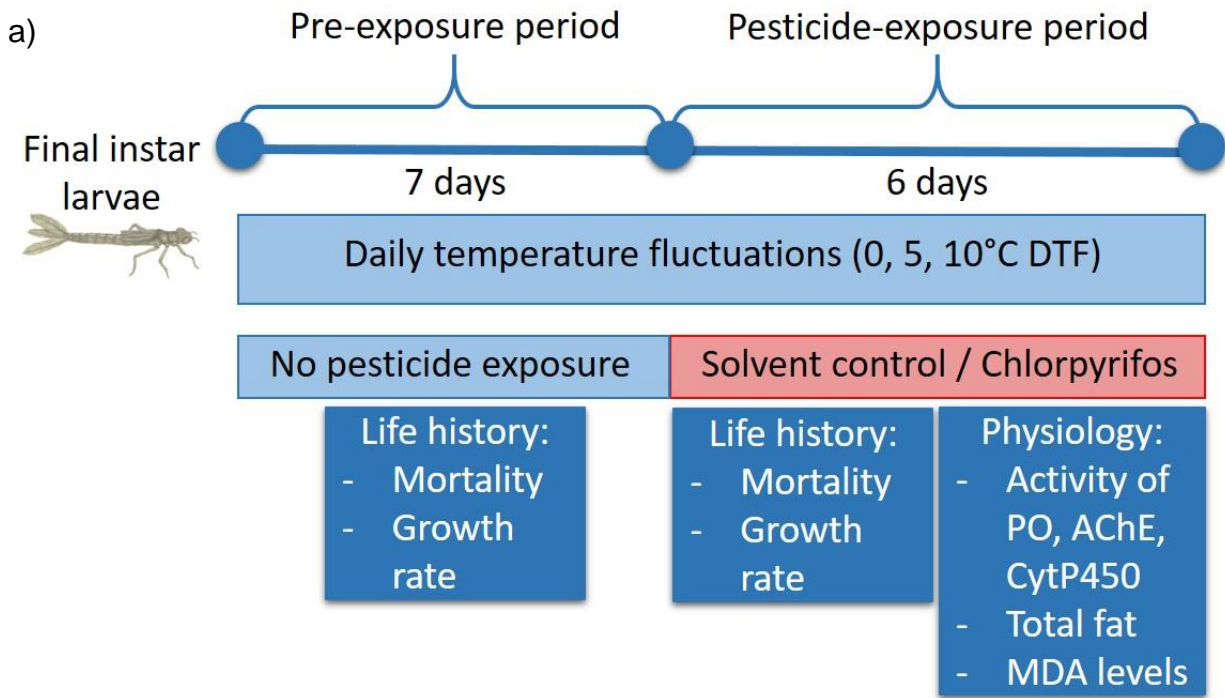 a)
Pre-exposure period
Pesticide-exposure period
Final instar
larvae
7 days
6 days
Daily temperature fluctuations (0, 5, 10°C DTF)
No pesticide exposure
Solvent control / Chlorpyrifos
Life history:
- Mortality
- Growth
rate
Life history:
- Mortality
- Growth
rate
Physiology:
- Activity of
PO, AChE,
CytP450
- Total fat
- MDA levels